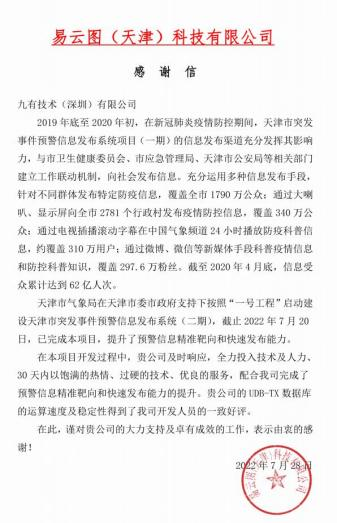 易云图（天津）科技有限公司
感谢信
九有技术（深圳）有限公司
2019 年底至 2020 年初，在新冠肺炎疫情防控期间，天津市突发
事件预警信息发布系统项目（一期）的信息发布渠道充分发挥其影响
力，与市卫生健康委员会、市应急管理局、天津市公安局等相关部门
建立工作联动机制，向社会发布信息。充分运用多种信息发布手段，
针对不同群体发布特定防疫信息，覆盖全市 1790 万公众；通过大喇
叭、显示屏向全市 2781 个行政村发布疫情防控信息，覆盖 340 万公
众；通过电视插播滚动字幕在中国气象频道 24 小时播放防疫科普信
息，约覆盖 310 万用户；通过微博、微信等新媒体手段科普疫情信息
和防控科普知识，覆盖 297.6 万粉丝。截至 2020 年 4 月底，信息受
众累计达到 62 亿人次。
天津市气象局在天津市委市政府支持下按照“一号工程”启动建
设天津市突发事件预警信息发布系统（二期），截止 2022 年 7 月 20
日，已完成本项目，提升了预警信息精准靶向和快速发布能力。
在本项目开发过程中，贵公司及时响应，全力投入技术及人力、
30 天内以饱满的热情、过硬的技术、优良的服务，配合我司完成了
预警信息精准靶向和快速发布能力的提升。贵公司的 UDB-TX 数据库
的运算速度及稳定性得到了我司开发人员的一致好评。
在此，谨对贵公司的大力支持及卓有成效的工作，表示由衷的感
谢！
2022 年 7 月 28 日
易云图（天津）科技有限公司